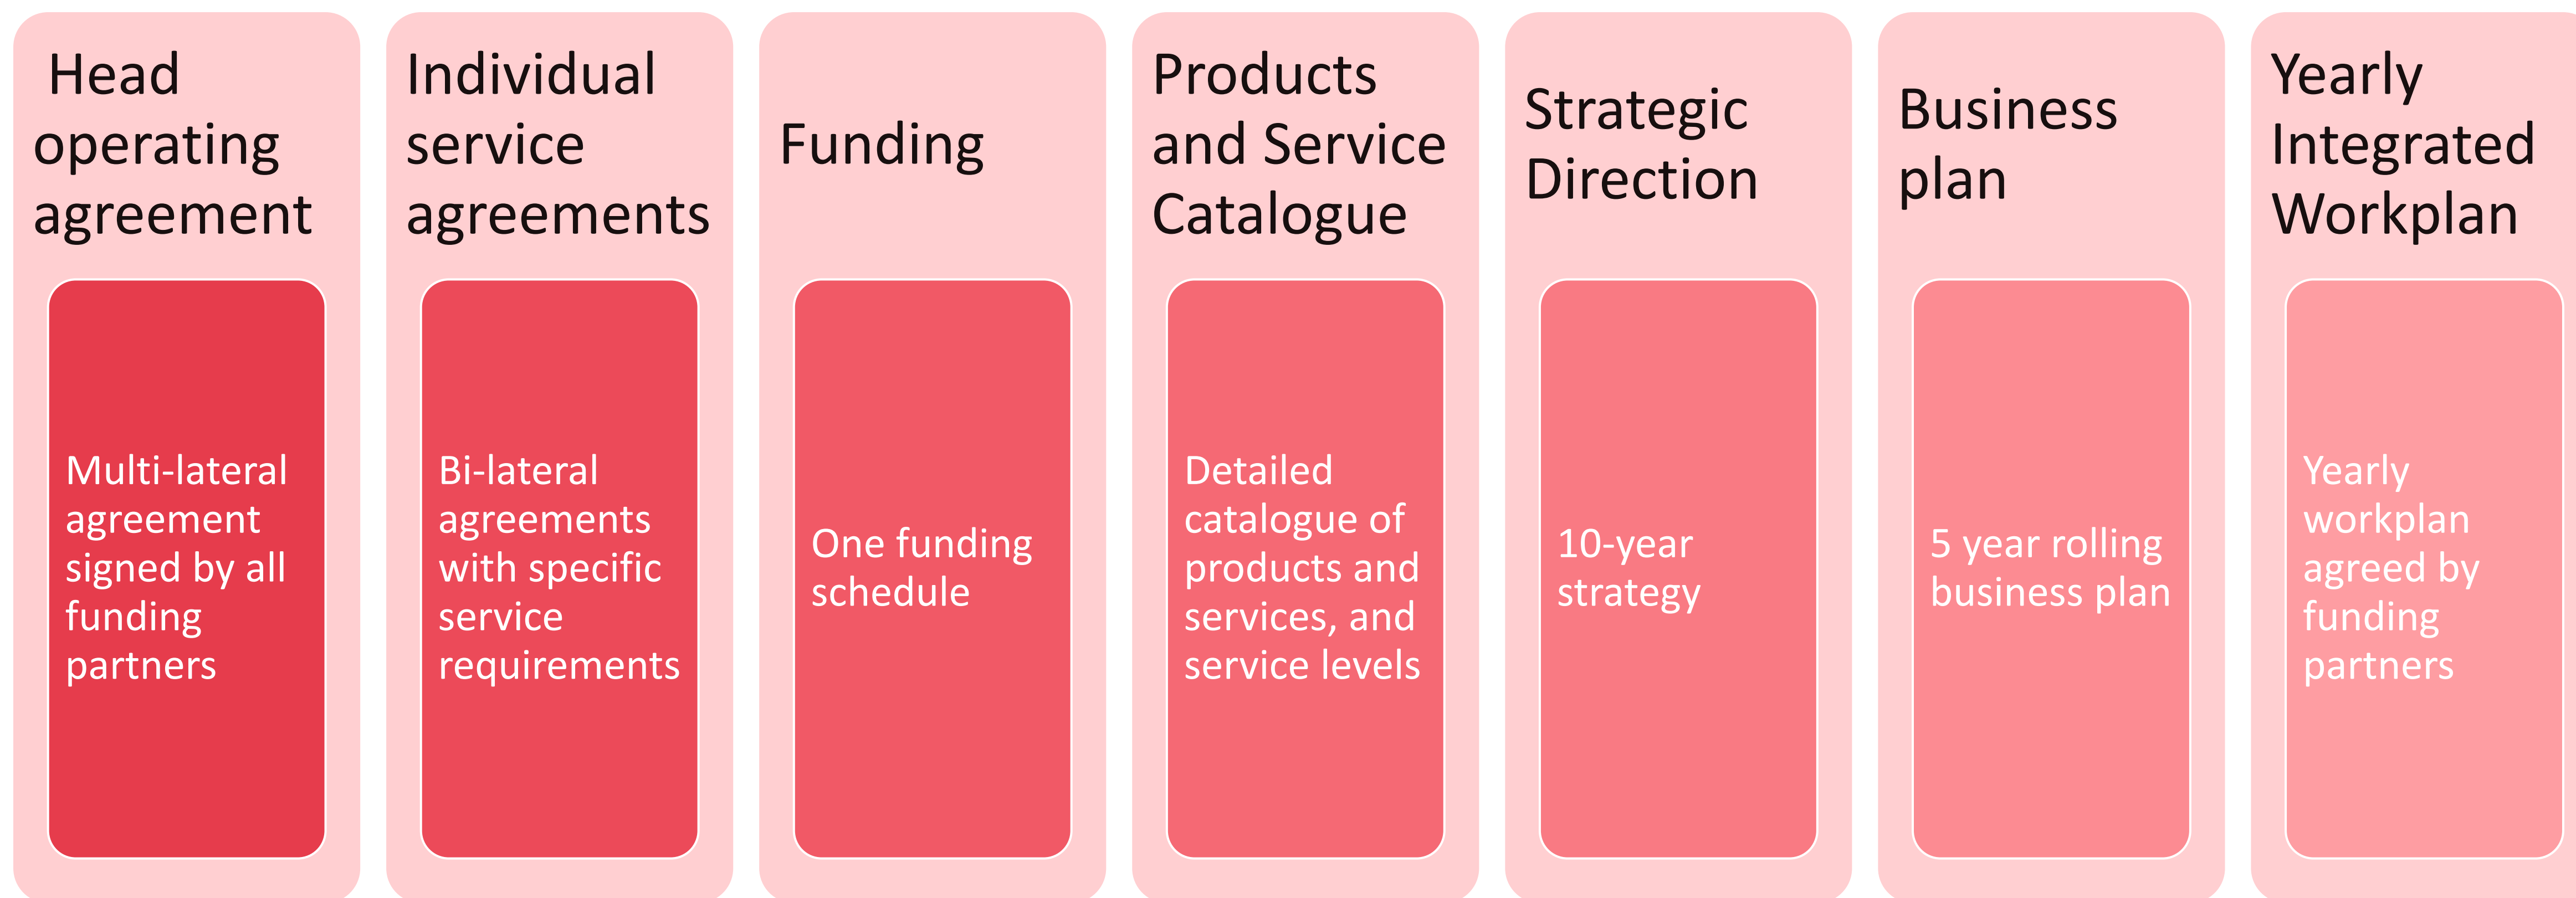 Head
operating
agreement
Multi-lateral
agreement
signed by all
funding
partners
Individual
service
agreements
Bi-lateral
agreements
with specific
service
requirements
Funding
One funding
schedule
Products
and Service
Catalogue
Detailed
catalogue of
products and
services, and
service levels
Strategic
Direction
10-year
strategy
Business
plan
5 year rolling
business plan
Yearly
Integrated
Workplan
Yearly
workplan
agreed by
funding
partners